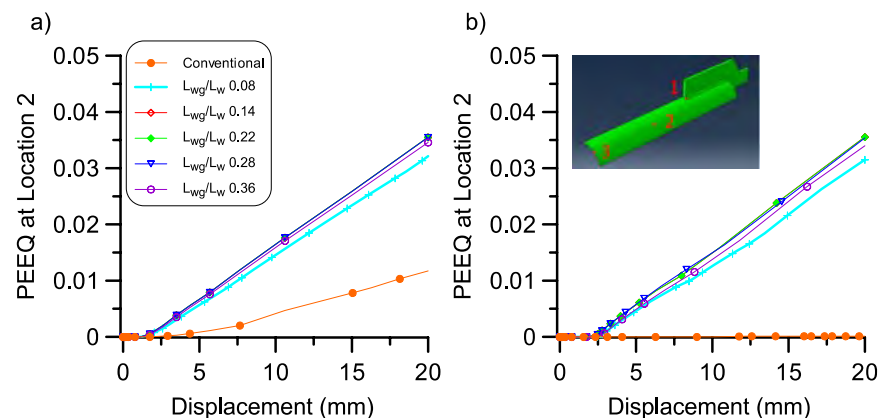 a)
PEEQ at Location 2
0.05
0.04
0.03
0.02
0.01
0
Conventional
Lwg/Lw 0.08
Lwg/Lw 0.14
Lwg/Lw 0.22
Lwg/Lw 0.28
Lwg/Lw 0.36
0 5 10 15 20
Displacement (mm)
b)
PEEQ at Location 2
0.05
0.04
0.03
0.02
0.01
0
1
2
3
0 5 10 15 20
Displacement (mm)